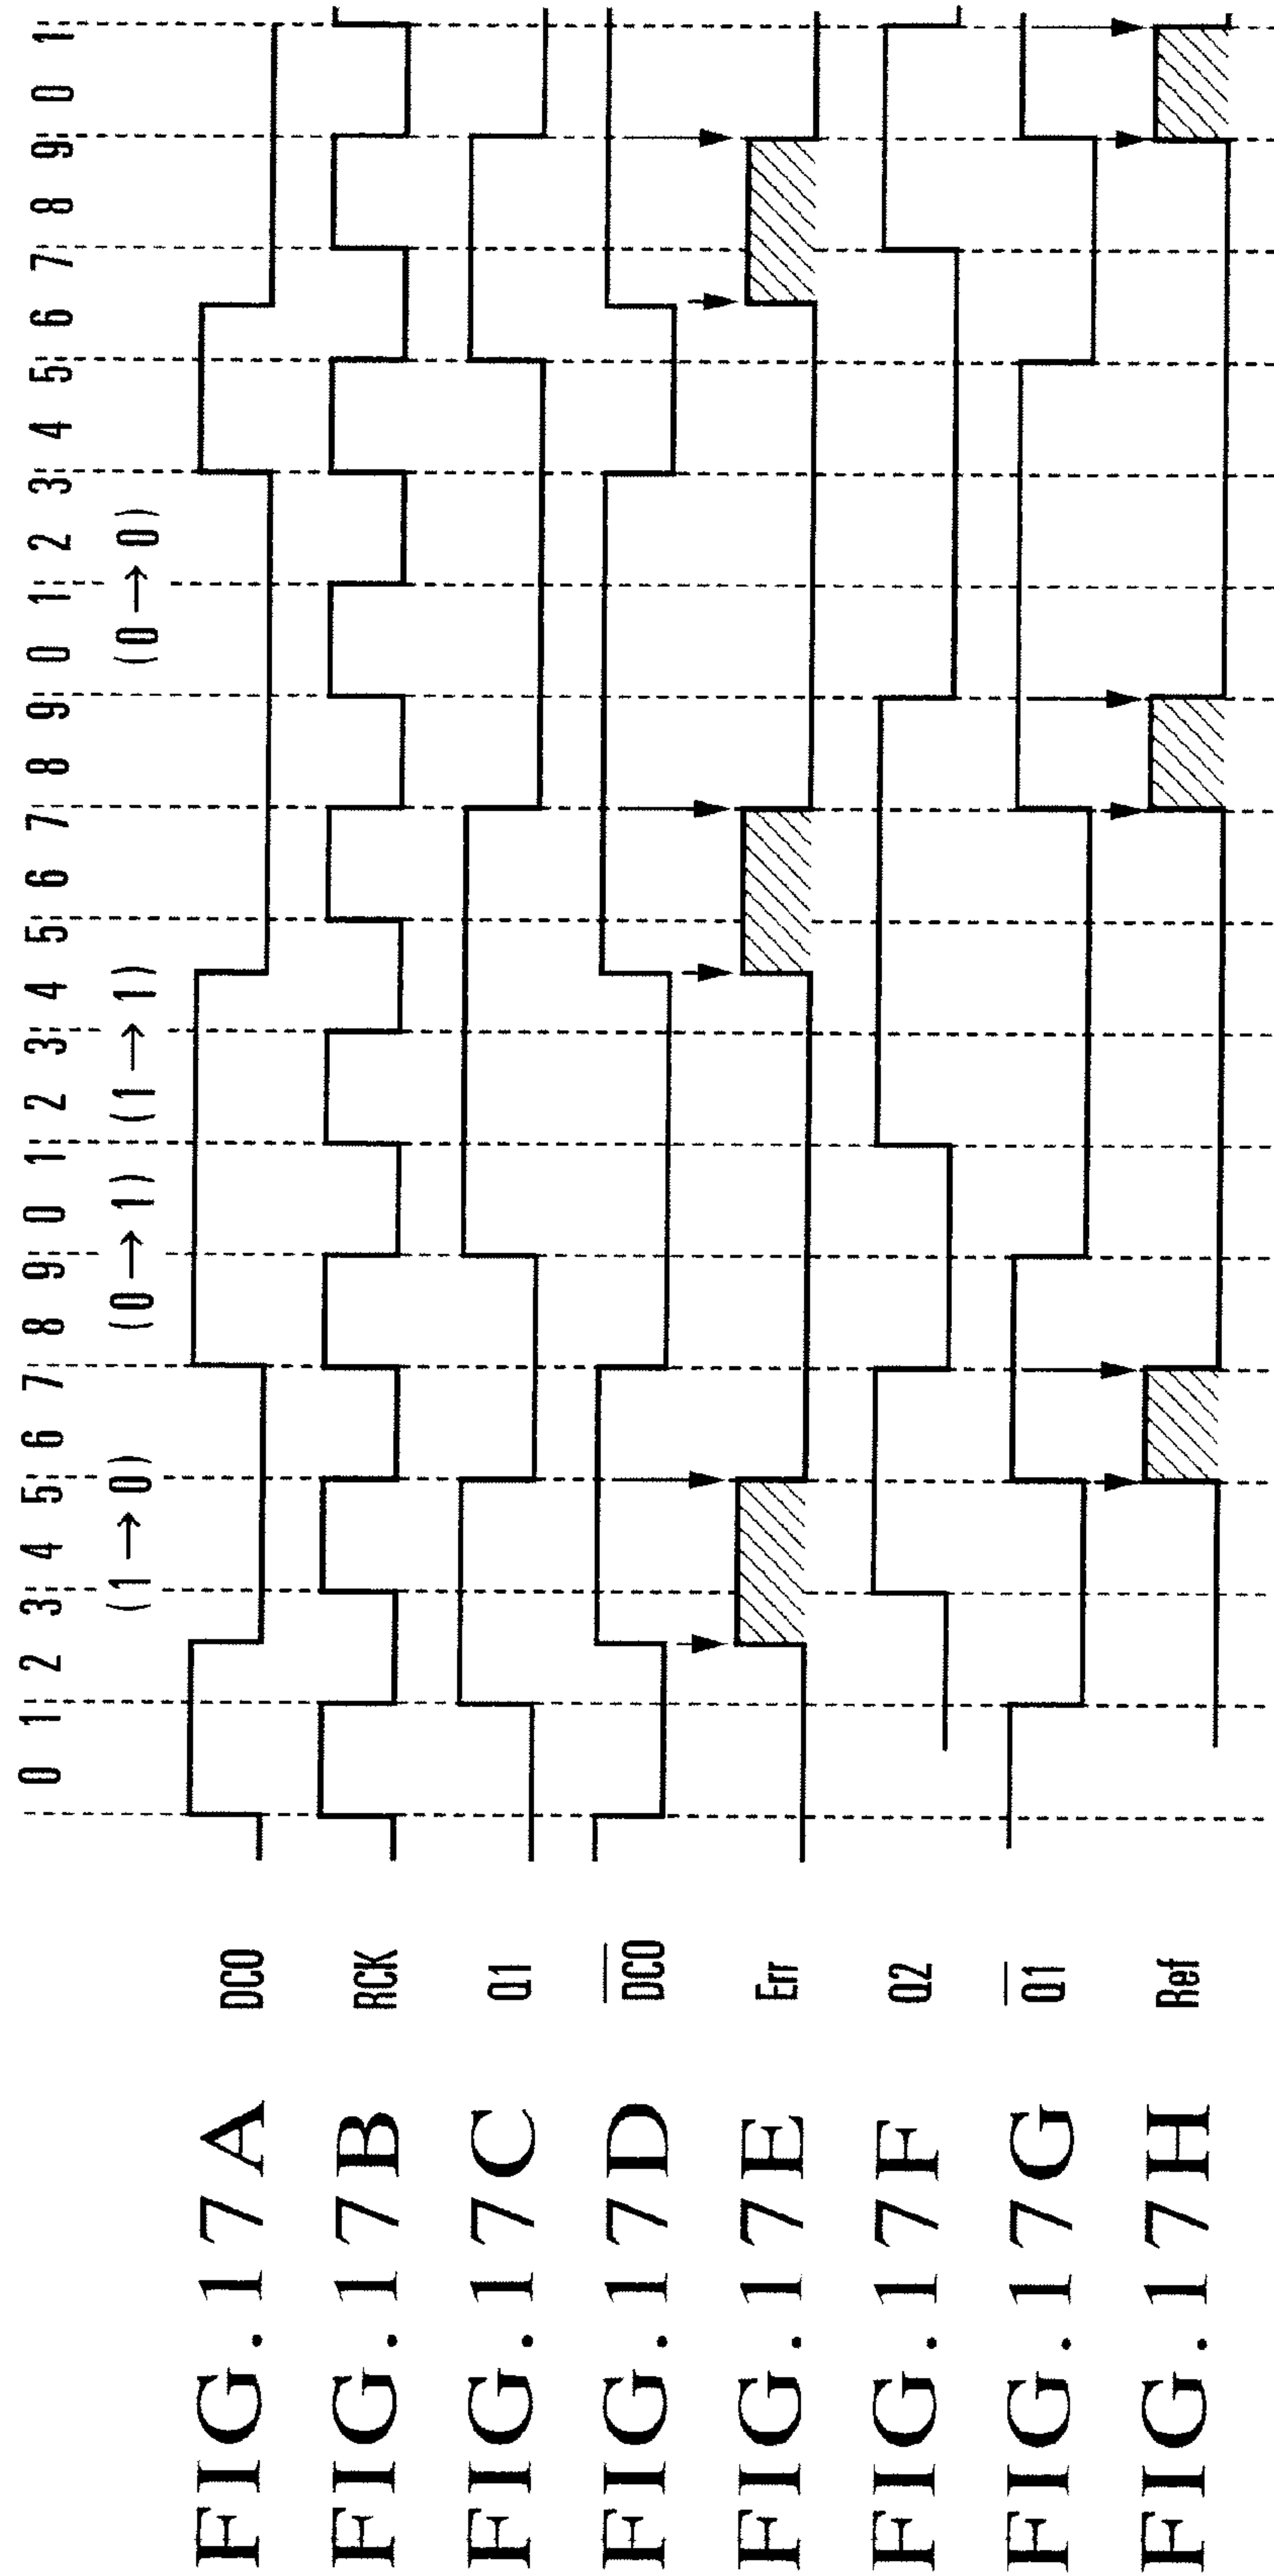 0 1 2 3 4 5 6 7 8 9 0 1 2 3 4 5 6 7 8 9 0 1 2 3 4 5 6 7 8 9 0 1
(1→0) (0→1) (1→1) (0→0)
FIG.17A DCO
FIG.17B RCK
FIG.17C Q1
FIG.17D D̅C̅O̅
FIG.17E Err
FIG.17F Q2
FIG.17G Q̅1̅
FIG.17H Ref